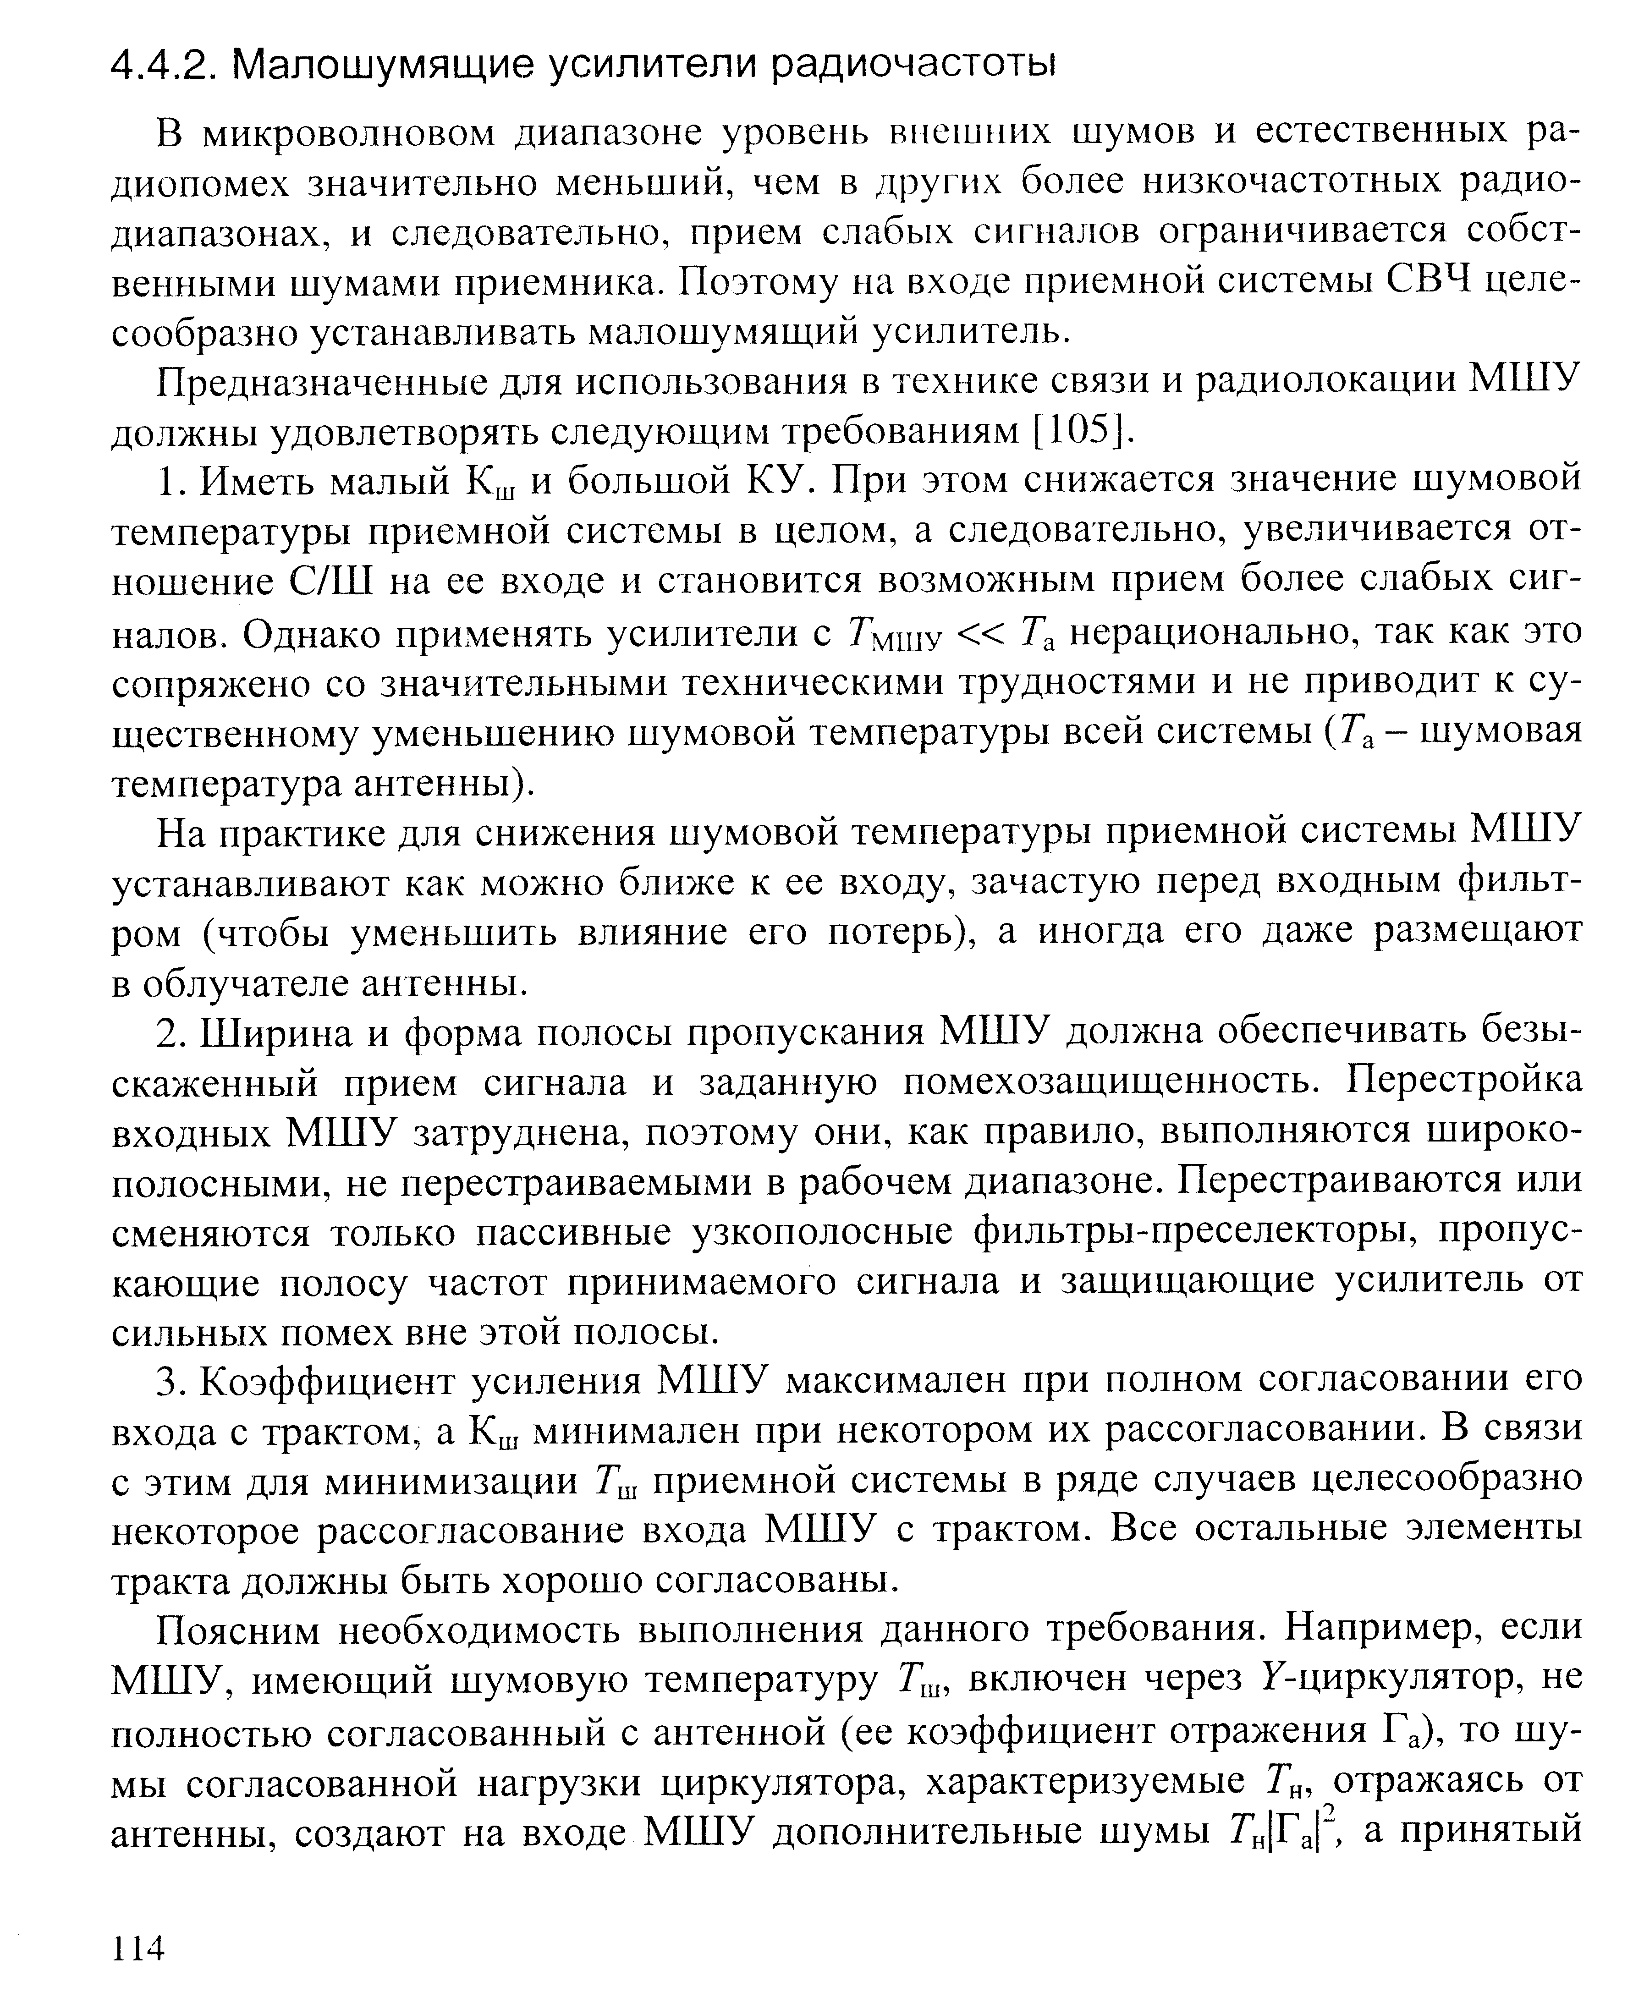 4.4.2. Малошумящие усилители радиочастоты
В микроволновом диапазоне уровень внешних шумов и естественных ра-
диопомех значительно меньший, чем в других более низкочастотных радио-
диапазонах, и следовательно, прием слабых сигналов ограничивается собст-
венными шумами приемника. Поэтому на входе приемной системы СВЧ целе-
сообразно устанавливать малошумящий усилитель.
Предназначенные для использования в технике связи и радиолокации МШУ
должны удовлетворять следующим требованиям [105].
1. Иметь малый Kш и большой КУ. При этом снижается значение шумовой
температуры приемной системы в целом, а следовательно, увеличивается от-
ношение С/Ш на ее входе и становится возможным прием более слабых сиг-
налов. Однако применять усилители с TМШУ << Tа нерационально, так как это
сопряжено со значительными техническими трудностями и не приводит к су-
щественному уменьшению шумовой температуры всей системы (Tа – шумовая
температура антенны).
На практике для снижения шумовой температуры приемной системы МШУ
устанавливают как можно ближе к ее входу, зачастую перед входным фильт-
ром (чтобы уменьшить влияние его потерь), а иногда его даже размещают
в облучателе антенны.
2. Ширина и форма полосы пропускания МШУ должна обеспечивать безы-
скаженный прием сигнала и заданную помехозащищенность. Перестройка
входных МШУ затруднена, поэтому они, как правило, выполняются широко-
полосными, не перестраиваемыми в рабочем диапазоне. Перестраиваются или
сменяются только пассивные узкополосные фильтры-преселекторы, пропус-
кающие полосу частот принимаемого сигнала и защищающие усилитель от
сильных помех вне этой полосы.
3. Коэффициент усиления МШУ максимален при полном согласовании его
входа с трактом, а Kш минимален при некотором их рассогласовании. В связи
с этим для минимизации Tш приемной системы в ряде случаев целесообразно
некоторое рассогласование входа МШУ с трактом. Все остальные элементы
тракта должны быть хорошо согласованы.
Поясним необходимость выполнения данного требования. Например, если
МШУ, имеющий шумовую температуру Tш, включен через Y-циркулятор, не
полностью согласованный с антенной (ее коэффициент отражения Га), то шу-
мы согласованной нагрузки циркулятора, характеризуемые Tн, отражаясь от
антенны, создают на входе МШУ дополнительные шумы Tн|Га|², а принятый
114